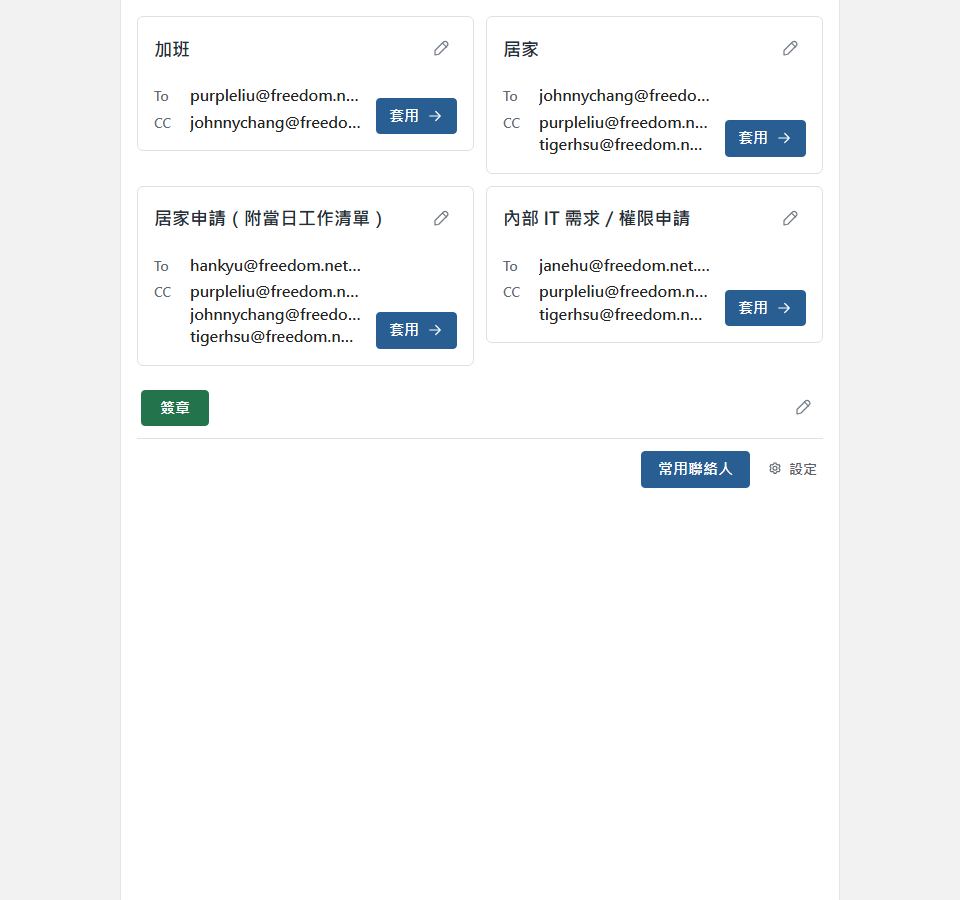 加班
To purpleliu@freedom.n...
CC johnnychang@freedo...
套用
居家
To johnnychang@freedo...
CC purpleliu@freedom.n...
tigerhsu@freedom.n...
套用
居家申請（附當日工作清單）
To hankyu@freedom.net...
CC purpleliu@freedom.n...
johnnychang@freedo...
tigerhsu@freedom.n...
套用
內部 IT 需求 / 權限申請
To janehu@freedom.net....
CC purpleliu@freedom.n...
tigerhsu@freedom.n...
套用
簽章
常用聯絡人
設定